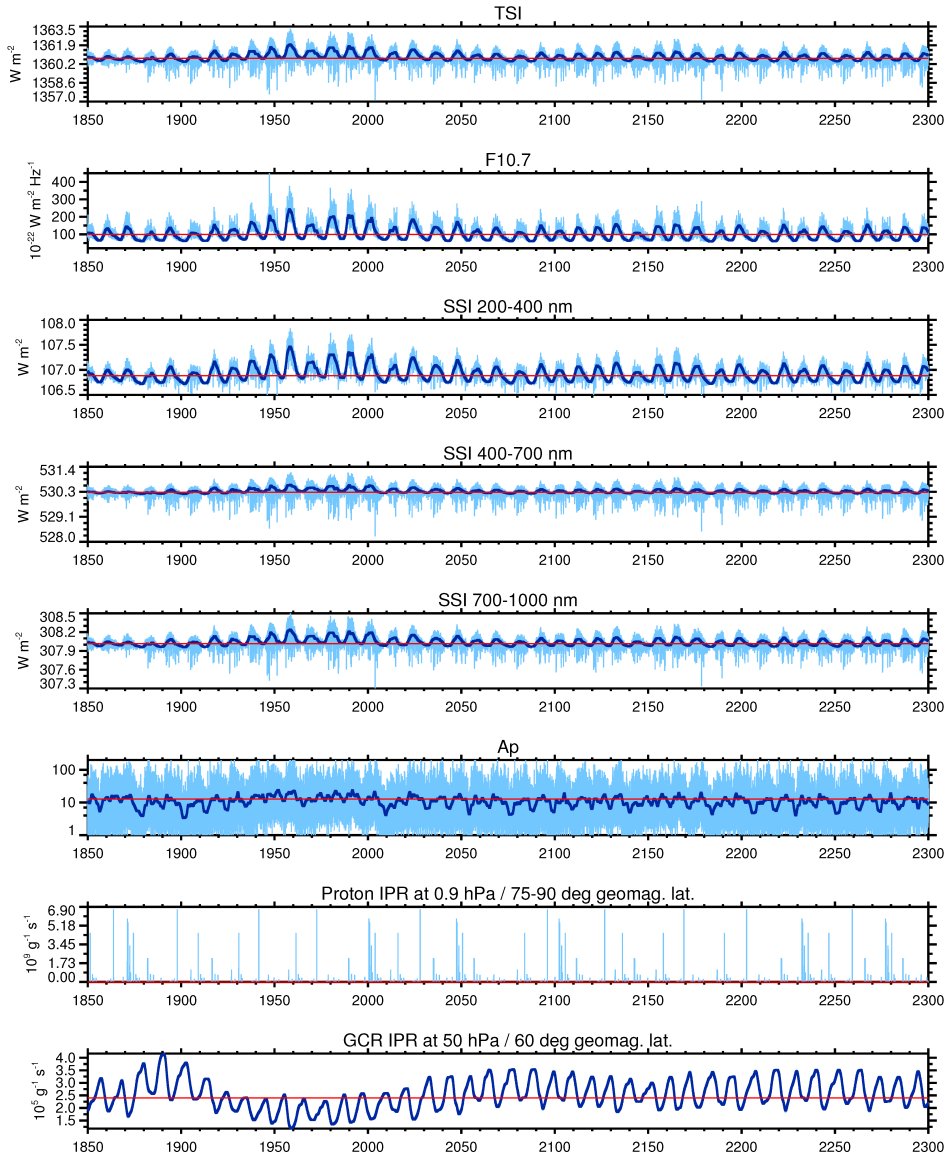 TSI
1363.5
1361.9
1360.2
1358.6
1357.0
W m-2
1850 1900 1950 2000 2050 2100 2150 2200 2250 2300
F10.7
400
300
200
100
10-22 W m-2 Hz-1
1850 1900 1950 2000 2050 2100 2150 2200 2250 2300
SSI 200-400 nm
108.0
107.5
107.0
106.5
W m-2
1850 1900 1950 2000 2050 2100 2150 2200 2250 2300
SSI 400-700 nm
531.4
530.3
529.1
528.0
W m-2
1850 1900 1950 2000 2050 2100 2150 2200 2250 2300
SSI 700-1000 nm
308.5
308.2
307.9
307.6
307.3
W m-2
1850 1900 1950 2000 2050 2100 2150 2200 2250 2300
Ap
100
10
1
1850 1900 1950 2000 2050 2100 2150 2200 2250 2300
Proton IPR at 0.9 hPa / 75-90 deg geomag. lat.
6.90
5.18
3.45
1.73
0.00
109 g-1 s-1
1850 1900 1950 2000 2050 2100 2150 2200 2250 2300
GCR IPR at 50 hPa / 60 deg geomag. lat.
4.0
3.5
3.0
2.5
2.0
1.5
105 g-1 s-1
1850 1900 1950 2000 2050 2100 2150 2200 2250 2300